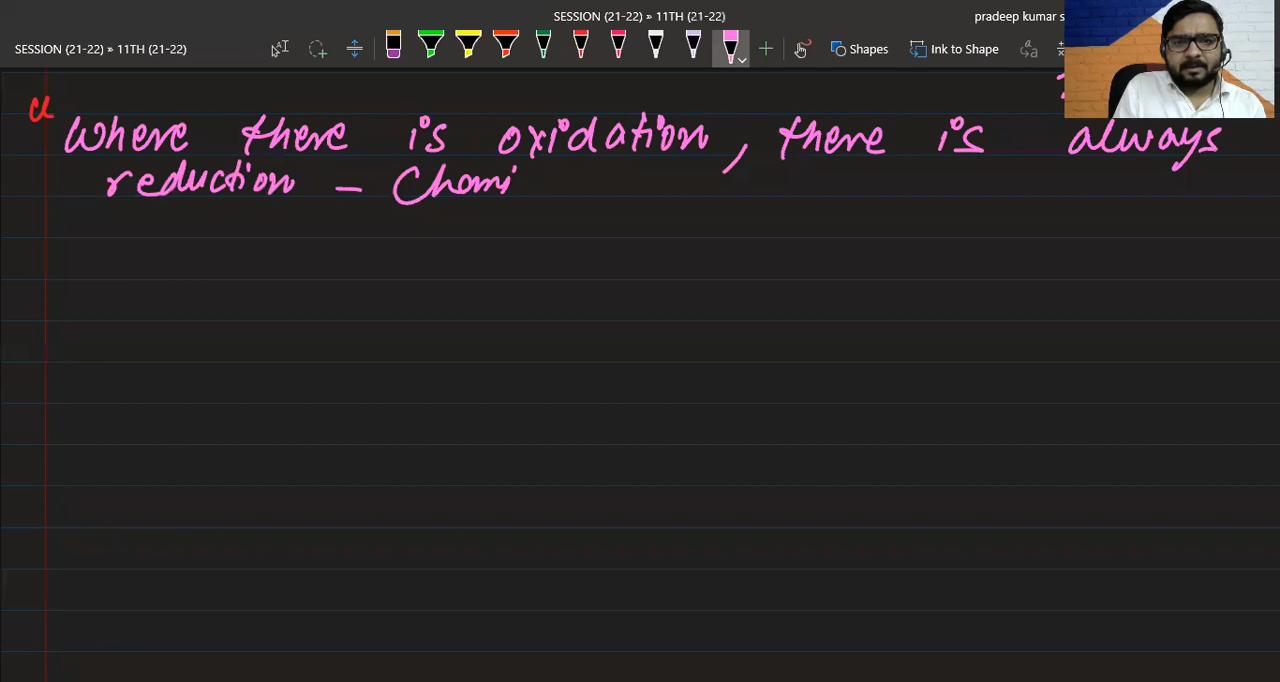 SESSION (21-22) » 11TH (21-22)
pradeep kumar s
SESSION (21-22) » 11TH (21-22)
Shapes
Ink to Shape
Where there is oxidation, there is always
reduction - Chemi